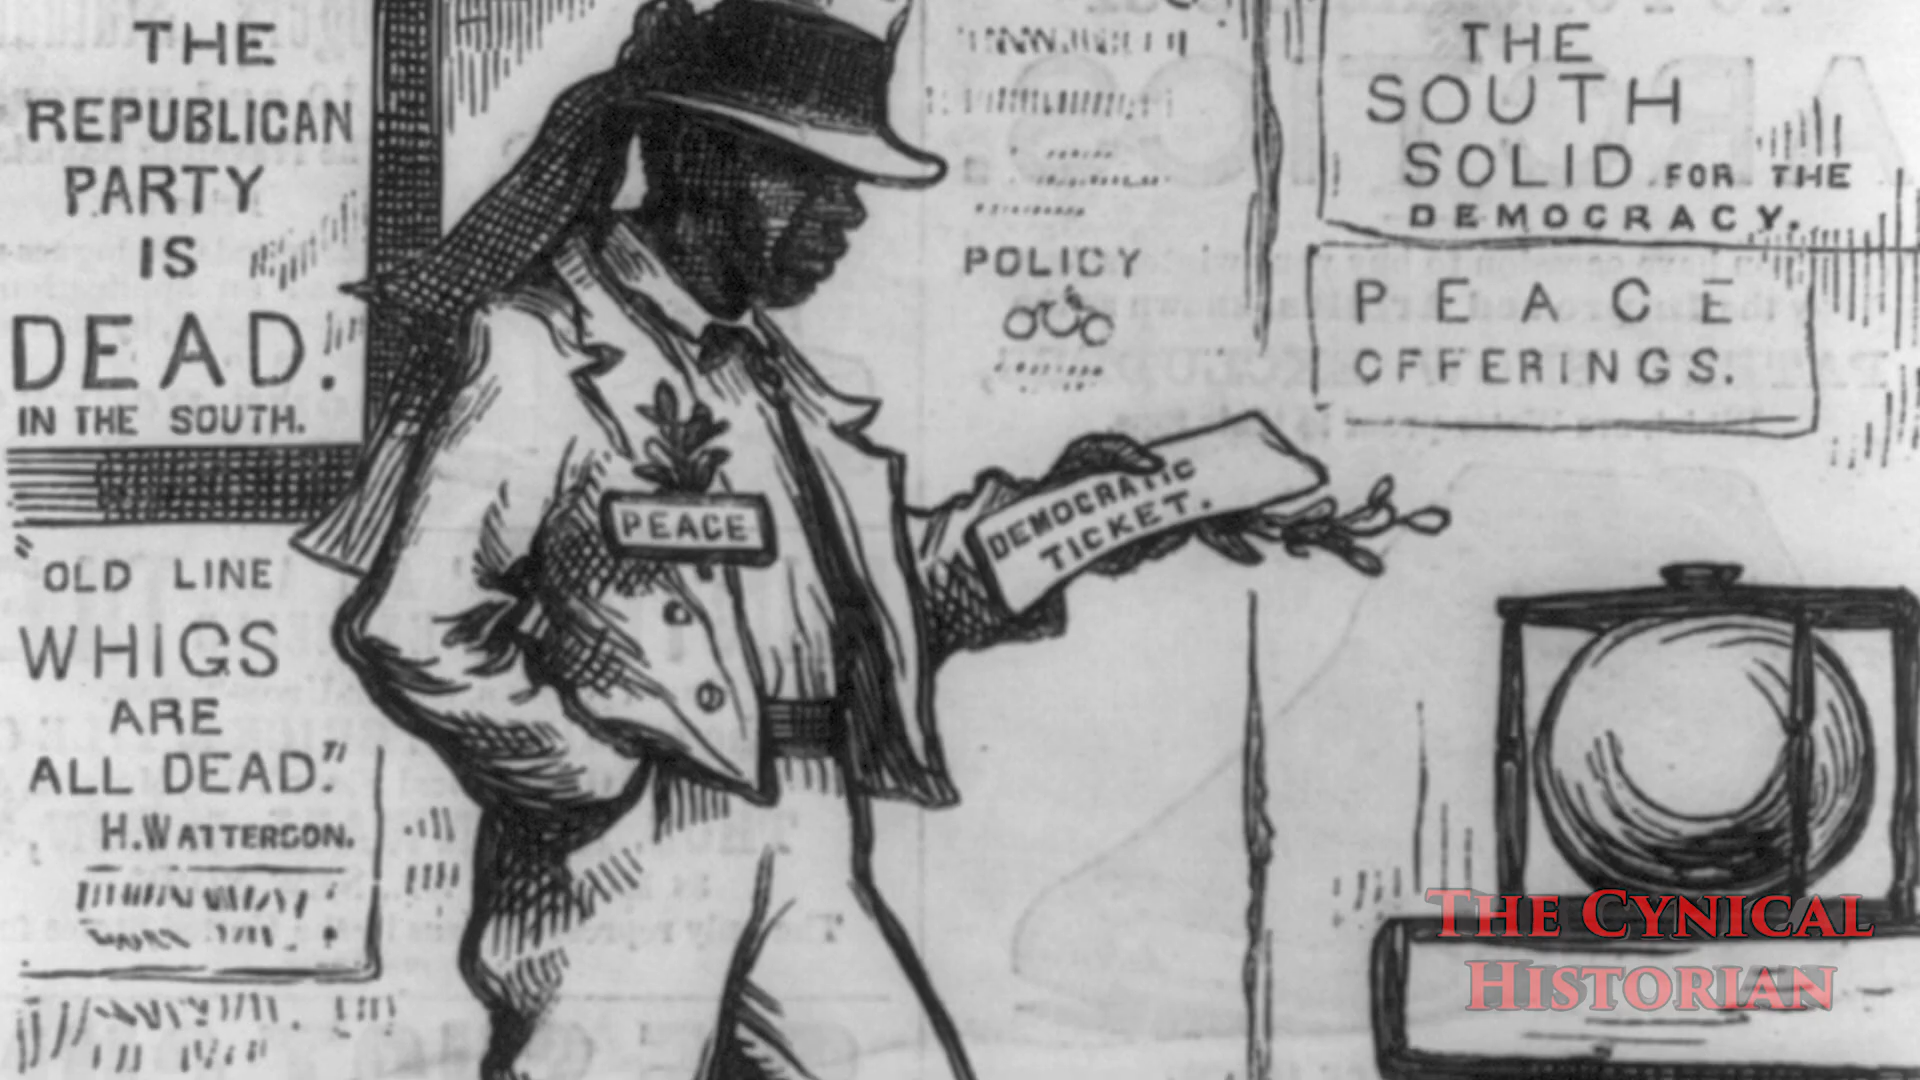 THE
REPUBLICAN
PARTY
IS
DEAD.
IN THE SOUTH.
"OLD LINE
WHIGS
ARE
ALL DEAD."
H. WATTERSON.
PEACE
DEMOCRATIC
TICKET.
POLICY
THE
SOUTH
SOLID FOR THE
DEMOCRACY.
PEACE
OFFERINGS.
THE CYNICAL
HISTORIAN